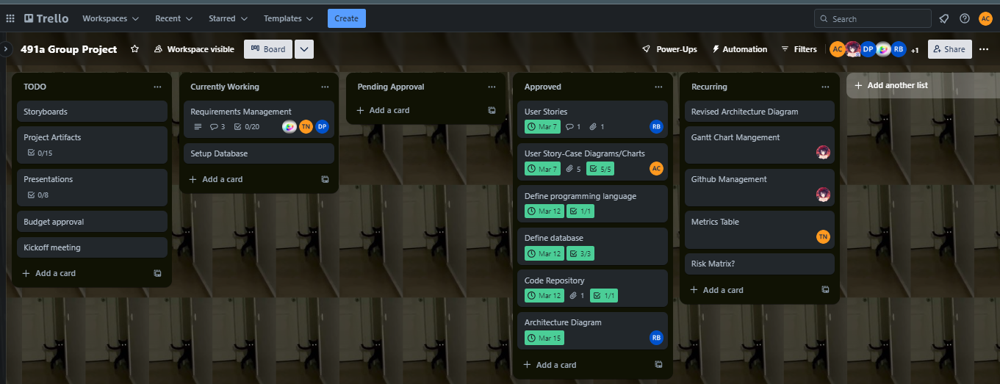 Trello
Workspaces
Recent
Starred
Templates
Create
Search
AC
491a Group Project
Workspace visible
Board
Power-Ups
Automation
Filters
AC
DP
RB
+1
Share
TODO
Storyboards
Project Artifacts
0/15
Presentations
0/8
Budget approval
Kickoff meeting
+ Add a card
Currently Working
Requirements Management
3
0/20
TN
DP
Setup Database
+ Add a card
Pending Approval
+ Add a card
Approved
User Stories
Mar 7
1
1
RB
User Story-Case Diagrams/Charts
Mar 7
5
5/5
AC
Define programming language
Mar 12
1/1
Define database
Mar 12
3/3
Code Repository
Mar 12
1
1/1
Architecture Diagram
Mar 15
RB
+ Add a card
Recurring
Revised Architecture Diagram
Gantt Chart Mangement
Github Management
Metrics Table
TN
Risk Matrix?
+ Add a card
+ Add another list